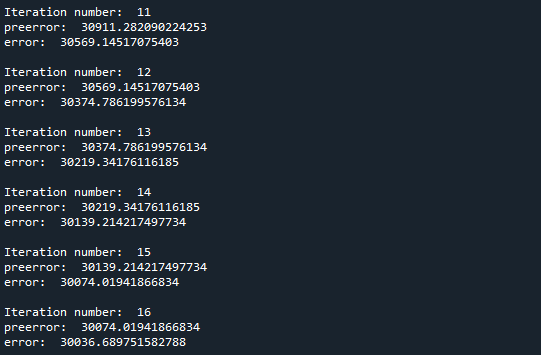 Iteration number:  11
preerror:  30911.282090224253
error:  30569.14517075403
Iteration number:  12
preerror:  30569.14517075403
error:  30374.786199576134
Iteration number:  13
preerror:  30374.786199576134
error:  30219.34176116185
Iteration number:  14
preerror:  30219.34176116185
error:  30139.214217497734
Iteration number:  15
preerror:  30139.214217497734
error:  30074.01941866834
Iteration number:  16
preerror:  30074.01941866834
error:  30036.689751582788